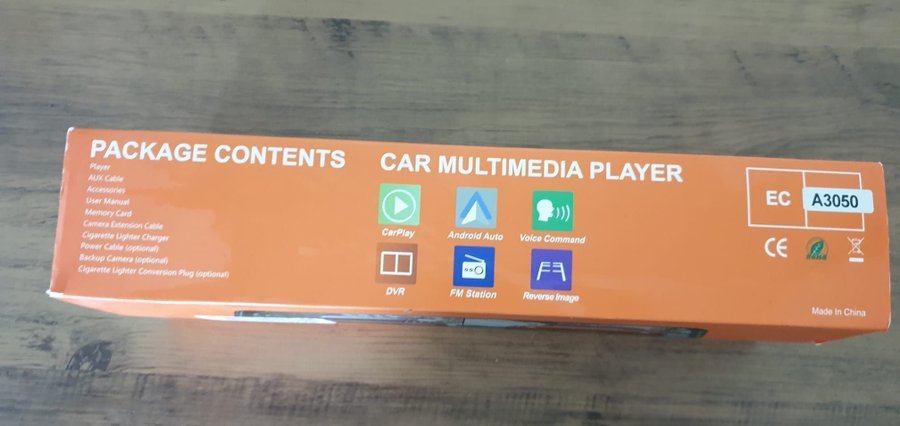 PACKAGE CONTENTS
Player
AUX Cable
Accessories
User Manual
Memory Card
Camera Extension Cable
Cigarette Lighter Charger
Power Cable (optional)
Backup Camera (optional)
Cigarette Lighter Conversion Plug (optional)
CAR MULTIMEDIA PLAYER
CarPlay
Android Auto
Voice Command
DVR
FM Station
Reverse Image
EC
A3050
CE
RoHS
Made In China